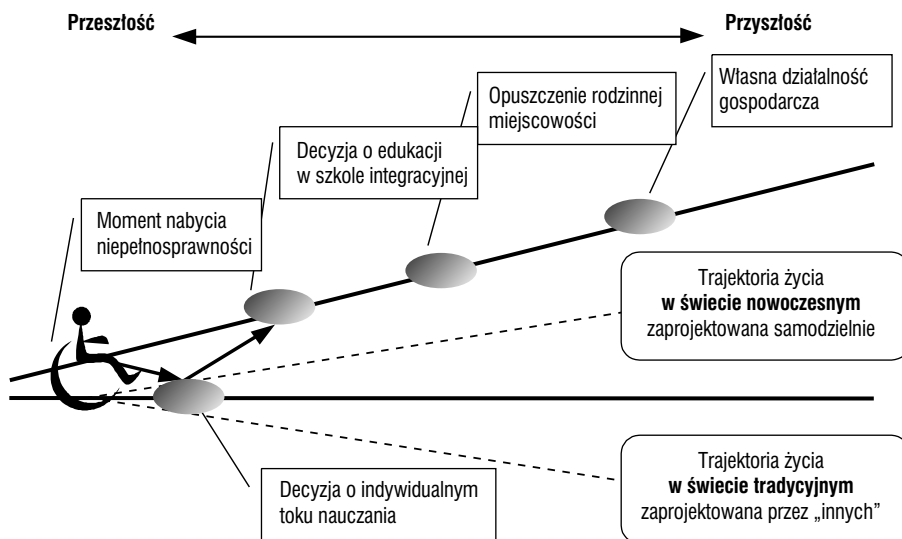 Przeszłość
Przyszłość
Własna działalność
gospodarcza
Opuszczenie rodzinnej
miejscowości
Decyzja o edukacji
w szkole integracyjnej
Moment nabycia
niepełnosprawności
Trajektoria życia
w świecie nowoczesnym
zaprojektowana samodzielnie
Trajektoria życia
w świecie tradycyjnym
zaprojektowana przez „innych”
Decyzja o indywidualnym
toku nauczania